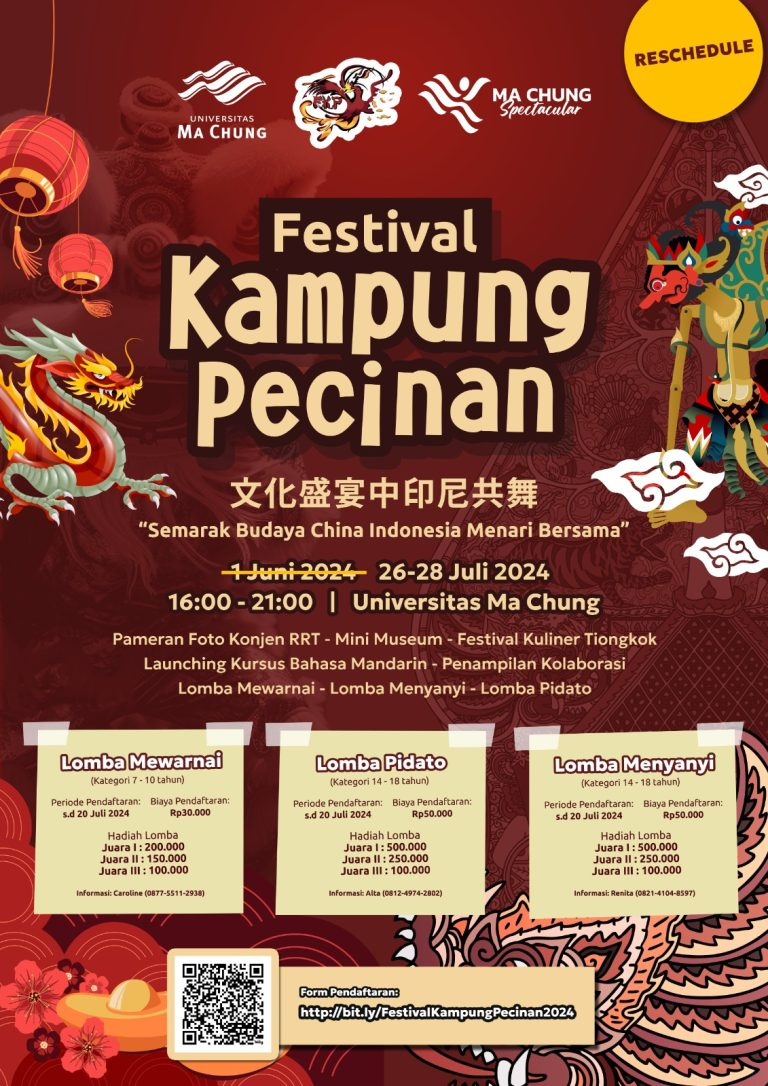 RESCHEDULE
UNIVERSITAS
MA CHUNG
FKP
MA CHUNG
Spectacular
Festival
Kampung
Pecinan
文化盛宴中印尼共舞
“Semarak Budaya China Indonesia Menari Bersama”
1 Juni 2024 26-28 Juli 2024
16:00 - 21:00 | Universitas Ma Chung
Pameran Foto Konjen RRT - Mini Museum - Festival Kuliner Tiongkok
Launching Kursus Bahasa Mandarin - Penampilan Kolaborasi
Lomba Mewarnai - Lomba Menyanyi - Lomba Pidato
Lomba Mewarnai
(Kategori 7 - 10 tahun)
Periode Pendaftaran: Biaya Pendaftaran:
s.d 20 Juli 2024 Rp30.000
Hadiah Lomba
Juara I : 200.000
Juara II : 150.000
Juara III : 100.000
Informasi: Caroline (0877-5511-2938)
Lomba Pidato
(Kategori 14 - 18 tahun)
Periode Pendaftaran: Biaya Pendaftaran:
s.d 20 Juli 2024 Rp50.000
Hadiah Lomba
Juara I : 500.000
Juara II : 250.000
Juara III : 100.000
Informasi: Aita (0812-4974-2802)
Lomba Menyanyi
(Kategori 14 - 18 tahun)
Periode Pendaftaran: Biaya Pendaftaran:
s.d 20 Juli 2024 Rp50.000
Hadiah Lomba
Juara I : 500.000
Juara II : 250.000
Juara III : 100.000
Informasi: Renita (0821-4104-8597)
Form Pendaftaran:
http://bit.ly/FestivalKampungPecinan2024